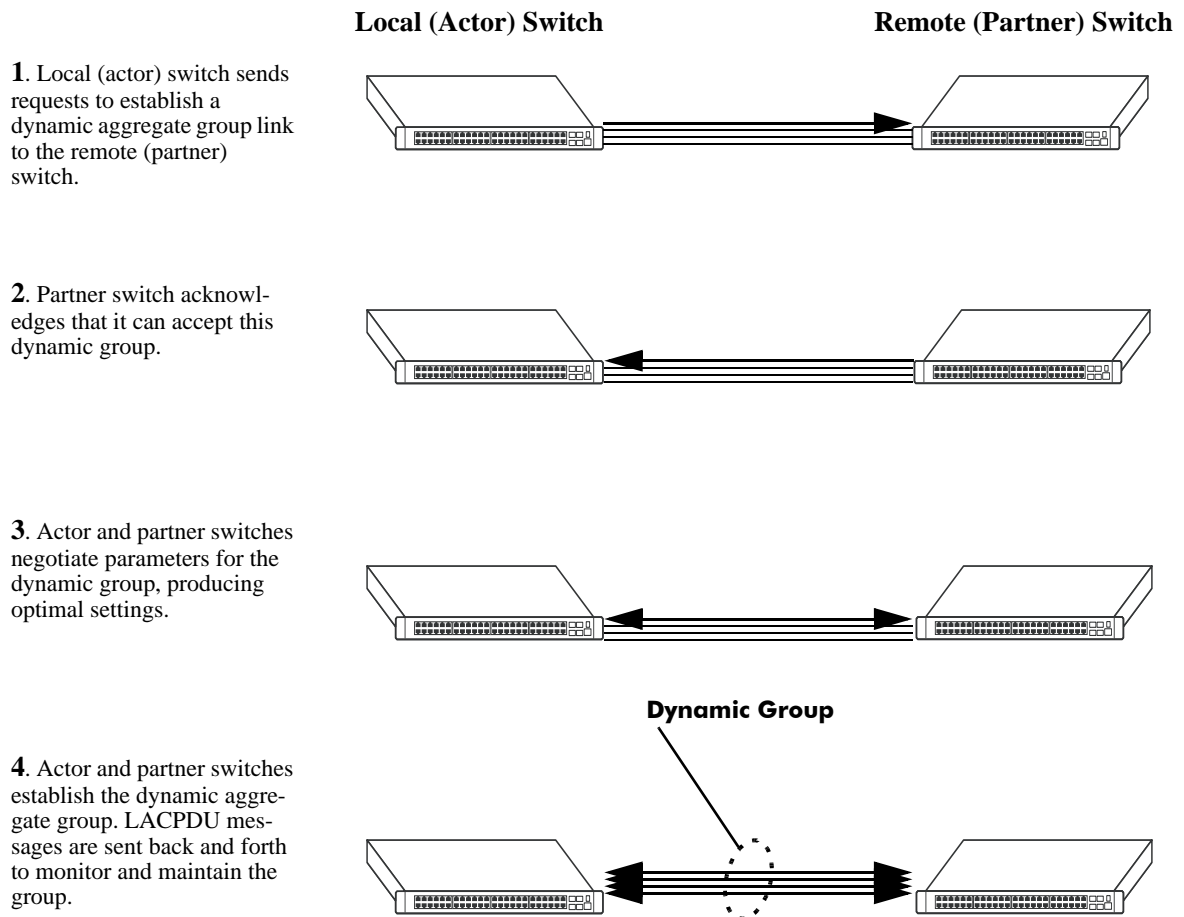 Local (Actor) Switch
Remote (Partner) Switch
1. Local (actor) switch sends
requests to establish a
dynamic aggregate group link
to the remote (partner)
switch.
2. Partner switch acknowl-
edges that it can accept this
dynamic group.
3. Actor and partner switches
negotiate parameters for the
dynamic group, producing
optimal settings.
Dynamic Group
4. Actor and partner switches
establish the dynamic aggre-
gate group. LACPDU mes-
sages are sent back and forth
to monitor and maintain the
group.